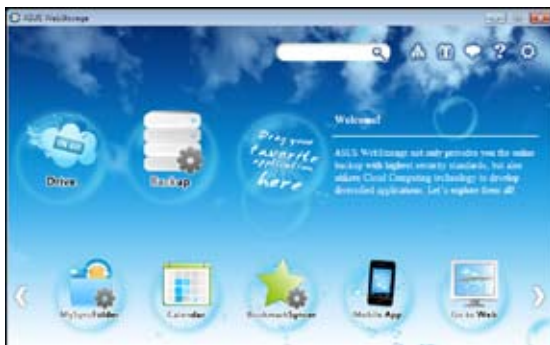 ASUS WebStorage
Welcome!
Drag your
favorite
application
here
ASUS WebStorage not only provides you the online
backup with highest security standards, but also
utilizes Cloud Computing technology to develop
diversified applications. Let's explore them all!
Drive
Backup
MySyncFolder
Calendar
BookmarkSyncer
Mobile App
Go to Web